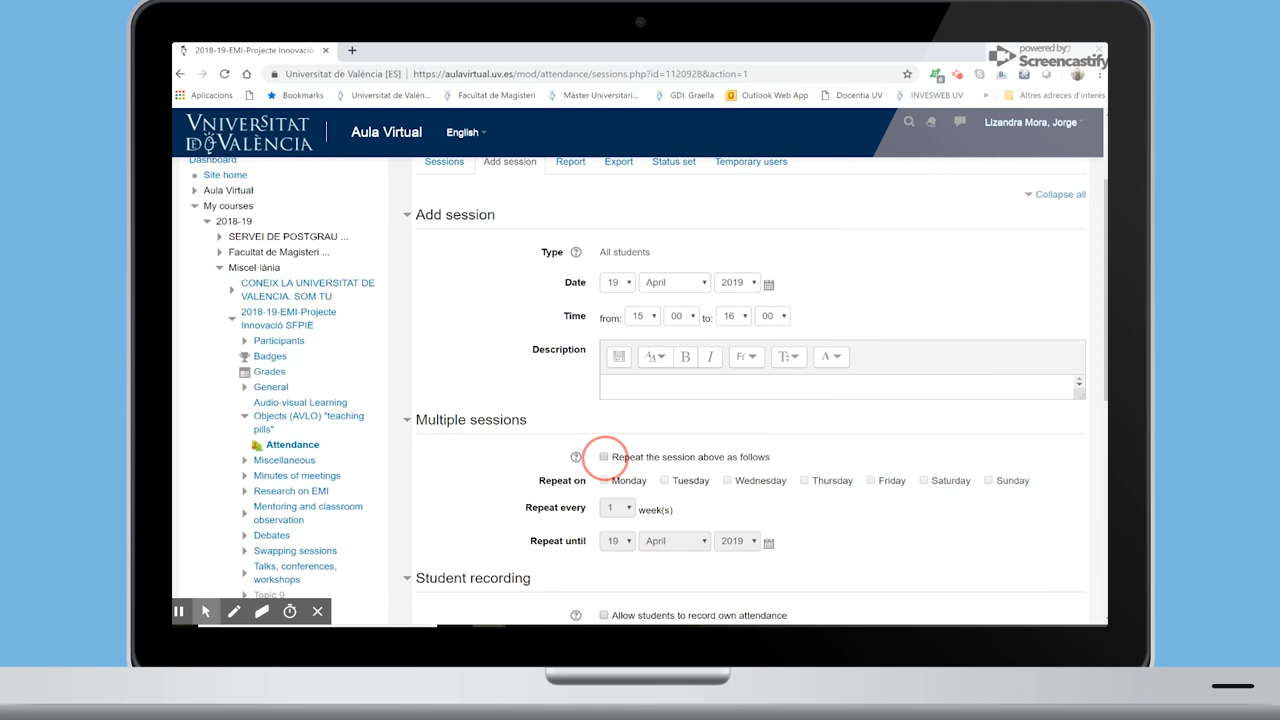 2018-19-EMI-Projecte Innovació
powered by
Screencastify
Universitat de València [ES]
https://aulavirtual.uv.es/mod/attendance/sessions.php?id=1120928&action=1
Aplicacions
Bookmarks
Universitat de Valèn...
Facultat de Magisteri
Màster Universitari...
GDI. Graella
Outlook Web App
Docentia UV
INVESWEB UV
»
Altres adreces d'interés
VNIVERSITAT
DE VALÈNCIA
Aula Virtual
English
Lizandra Mora, Jorge
Dashboard
Site home
Aula Virtual
My courses
2018-19
SERVEI DE POSTGRAU ...
Facultat de Magisteri ...
Miscel·lània
CONEIX LA UNIVERSITAT DE
VALENCIA. SOM TU
2018-19-EMI-Projecte
Innovació SFPIE
Participants
Badges
Grades
General
Audio-visual Learning
Objects (AVLO) "teaching
pills"
Attendance
Miscellaneous
Minutes of meetings
Research on EMI
Mentoring and classroom
observation
Debates
Swapping sessions
Talks, conferences,
workshops
Topic 9
Sessions
Add session
Report
Export
Status set
Temporary users
Collapse all
Add session
Type ? All students
Date 19 April 2019
Time from: 15 00 to: 16 00
Description
B I Fr T A
Multiple sessions
? Repeat the session above as follows
Repeat on Monday Tuesday Wednesday Thursday Friday Saturday Sunday
Repeat every 1 week(s)
Repeat until 19 April 2019
Student recording
? Allow students to record own attendance